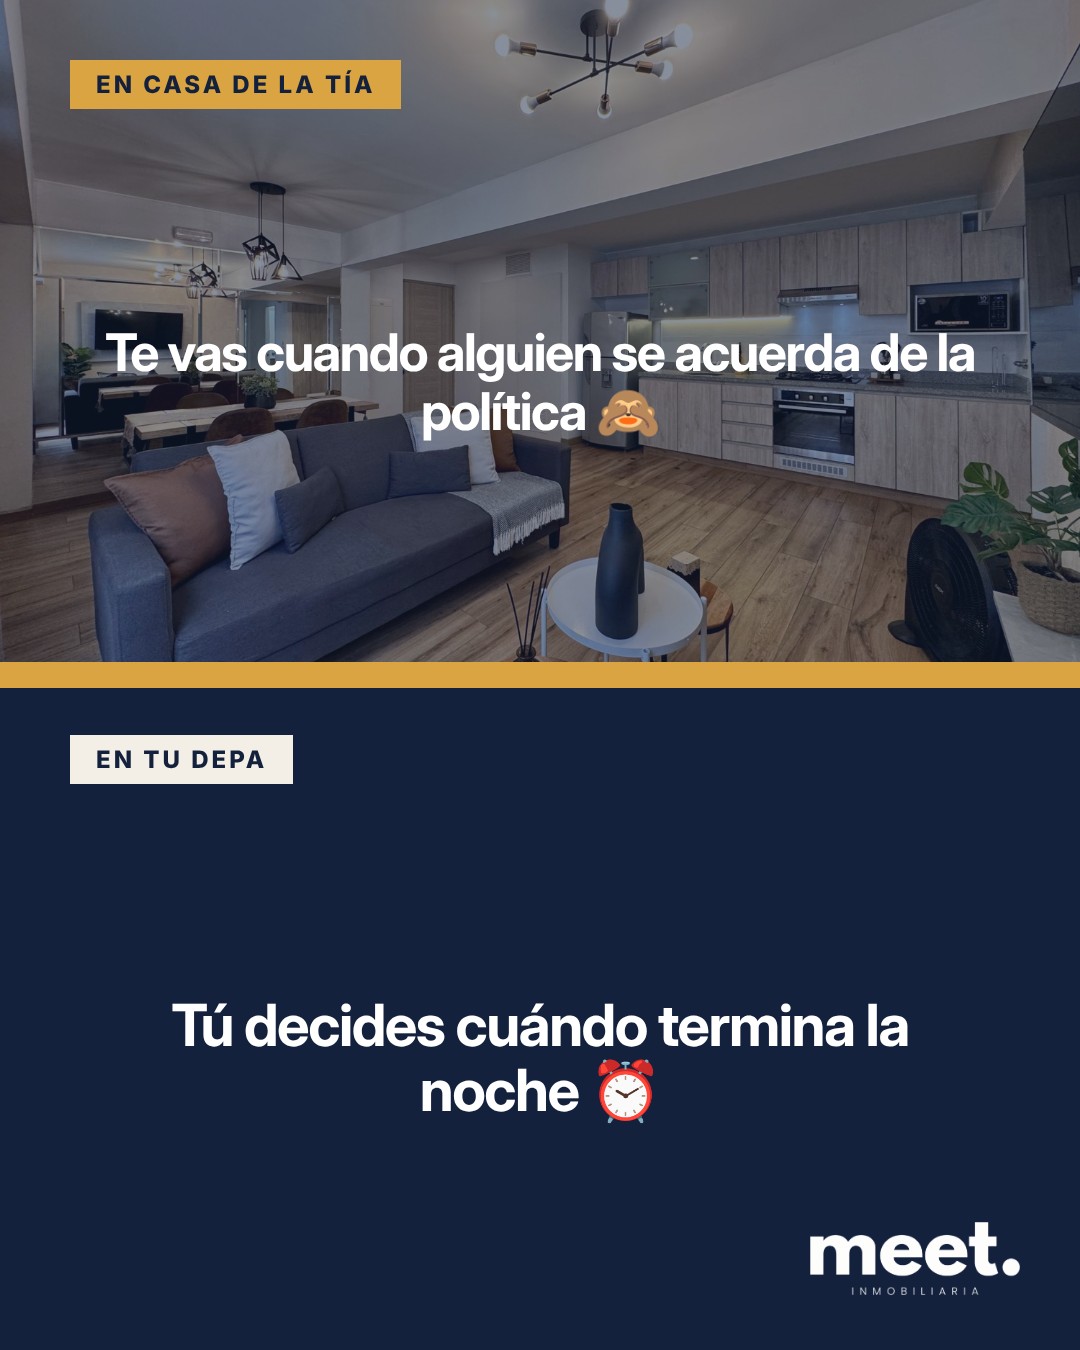 EN CASA DE LA TÍA
Te vas cuando alguien se acuerda de la
política 🙈
EN TU DEPA
Tú decides cuándo termina la
noche ⏰
meet.
INMOBILIARIA